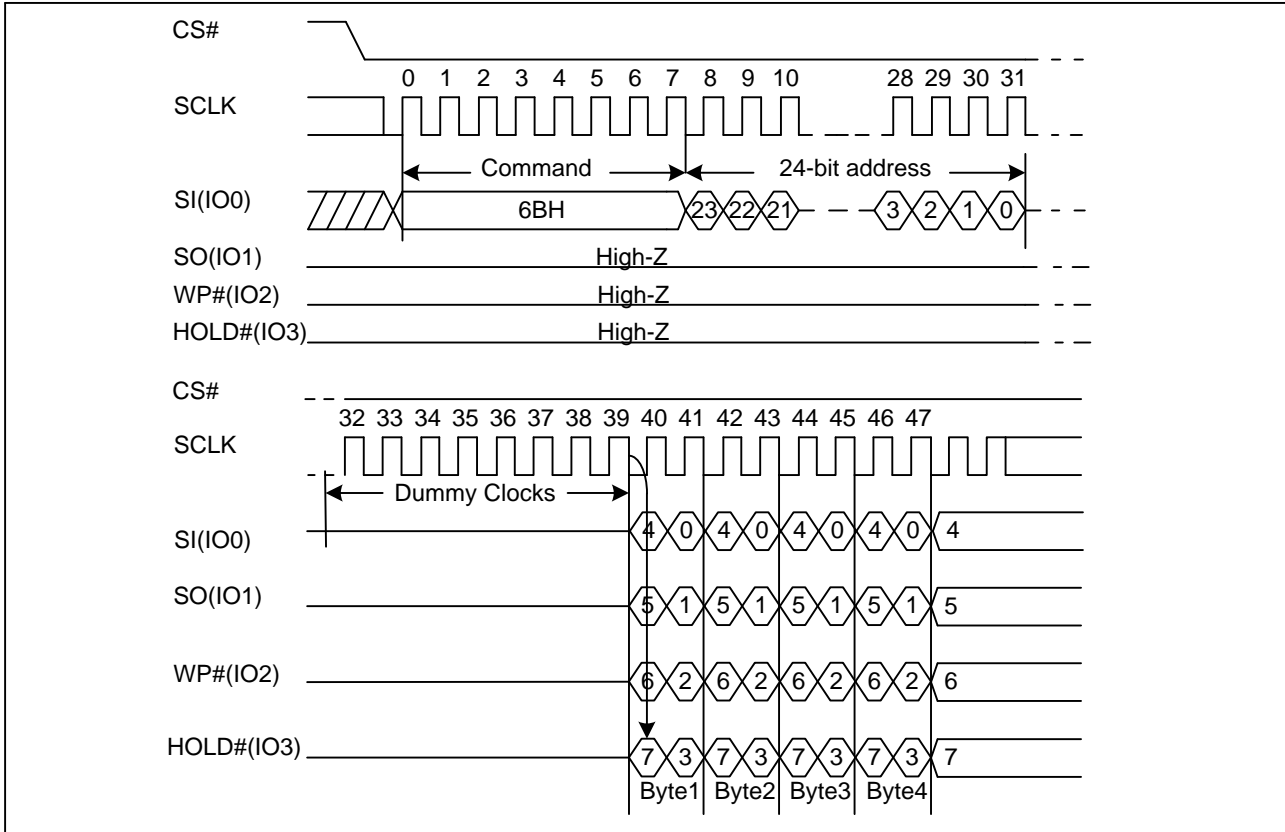 CS#
0 1 2 3 4 5 6 7 8 9 10 28 29 30 31
SCLK
Command 24-bit address
SI(IO0) 6BH 23 22 21 3 2 1 0
SO(IO1) High-Z
WP#(IO2) High-Z
HOLD#(IO3) High-Z
CS#
32 33 34 35 36 37 38 39 40 41 42 43 44 45 46 47
SCLK
Dummy Clocks
SI(IO0) 4 0 4 0 4 0 4 0 4
SO(IO1) 5 1 5 1 5 1 5 1 5
WP#(IO2) 6 2 6 2 6 2 6 2 6
HOLD#(IO3) 7 3 7 3 7 3 7 3 7
Byte1 Byte2 Byte3 Byte4